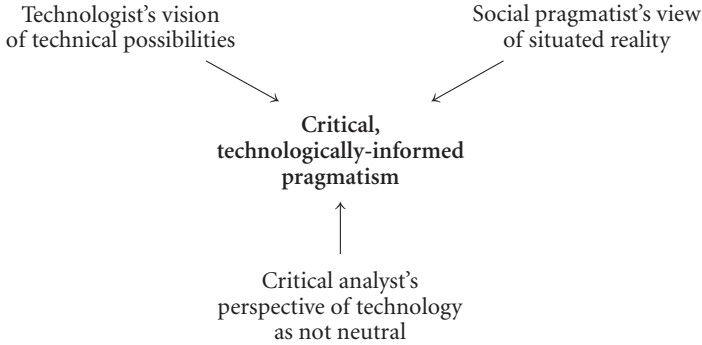 Technologist's vision
of technical possibilities
Social pragmatist's view
of situated reality
Critical,
technologically-informed
pragmatism
Critical analyst's
perspective of technology
as not neutral